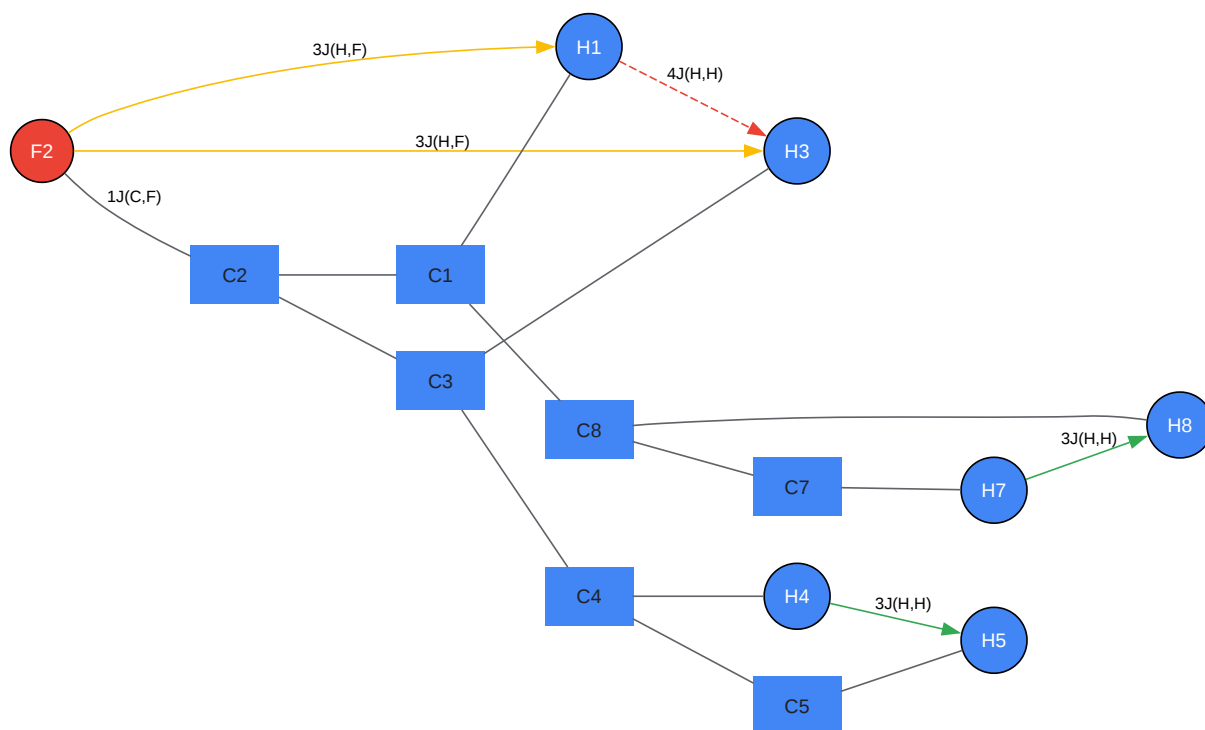 H1
3J(H,F)
4J(H,H)
F2
3J(H,F)
H3
1J(C,F)
C2
C1
C3
C8
H8
3J(H,H)
C7
H7
C4
H4
3J(H,H)
H5
C5